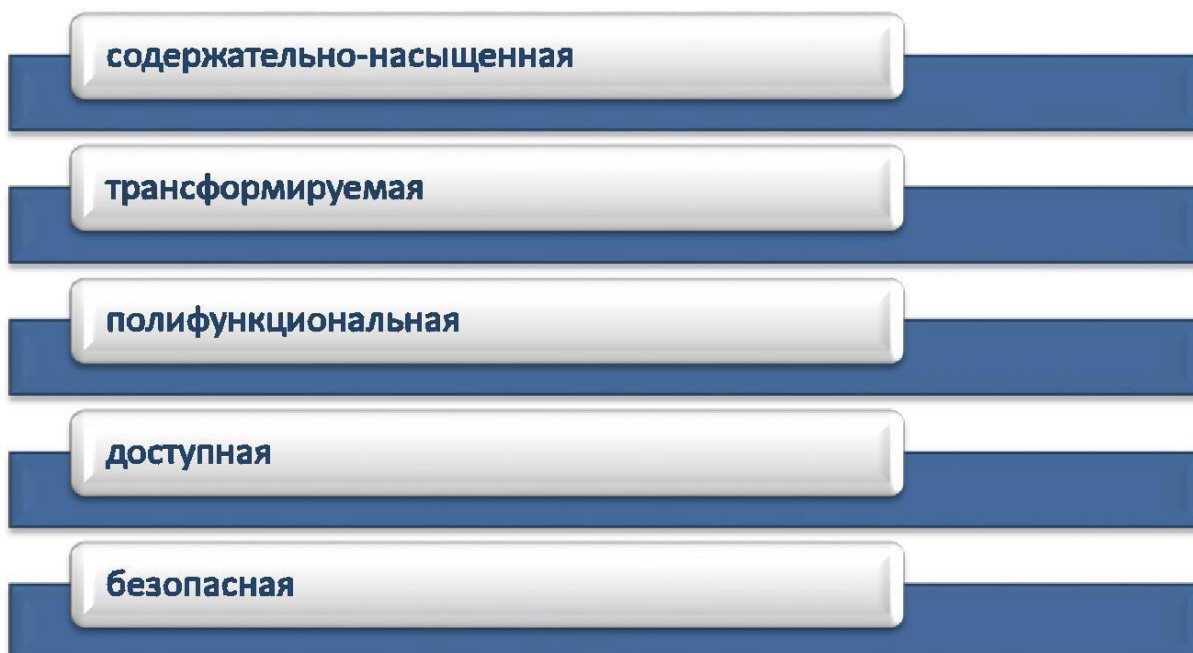 содержательно-насыщенная
трансформируемая
полифункциональная
доступная
безопасная